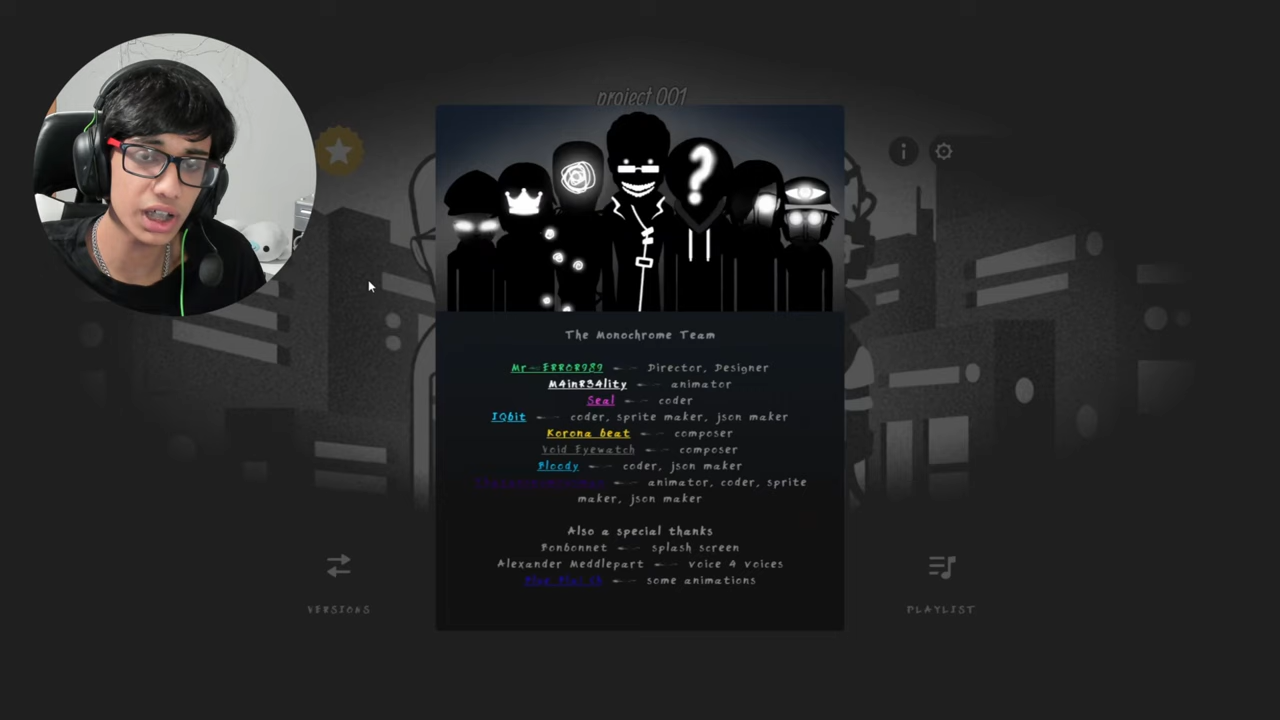 project 001
The Monochrome Team
Mr-ERROR787 Director, Designer
M4inR34lity animator
Seal coder
IQbit coder, sprite maker, json maker
Korona beat composer
Void Eyewatch composer
Bloody coder, json maker
animator, coder, sprite
maker, json maker
Also a special thanks
Bonbonnet splash screen
Alexander Meddlepart voice 4 voices
some animations
VERSIONS
PLAYLIST